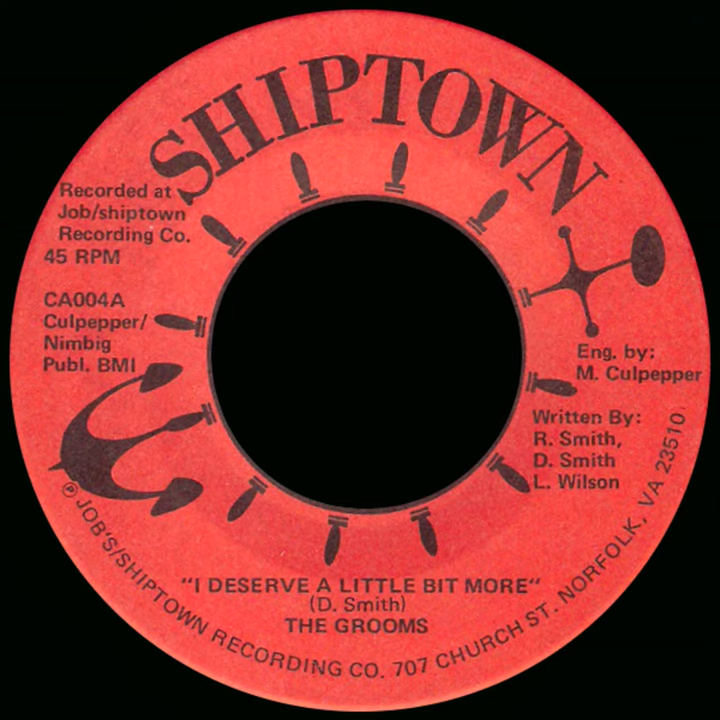 SHIPTOWN
Recorded at
Job/shiptown
Recording Co.
45 RPM
CA004A
Culpepper/
Nimbig
Publ. BMI
Eng. by:
M. Culpepper
Written By:
R. Smith,
D. Smith
L. Wilson
"I DESERVE A LITTLE BIT MORE"
(D. Smith)
THE GROOMS
℗ JOB'S/SHIPTOWN RECORDING CO. 707 CHURCH ST. NORFOLK, VA 23510.